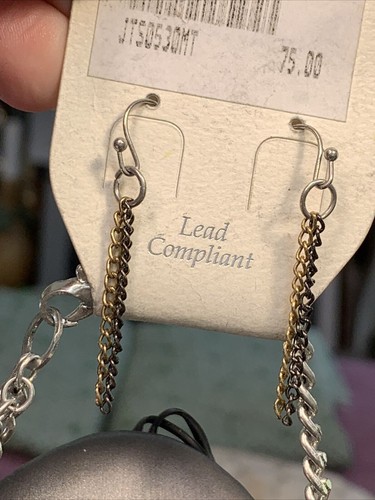 JTS0530MT
75.00
Lead
Compliant